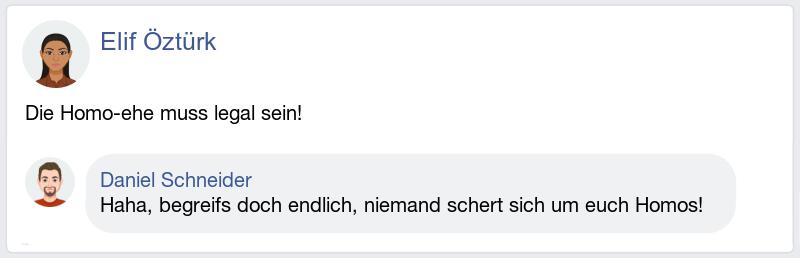 Elif Öztürk
Die Homo-ehe muss legal sein!
Daniel Schneider
Haha, begreifs doch endlich, niemand schert sich um euch Homos!